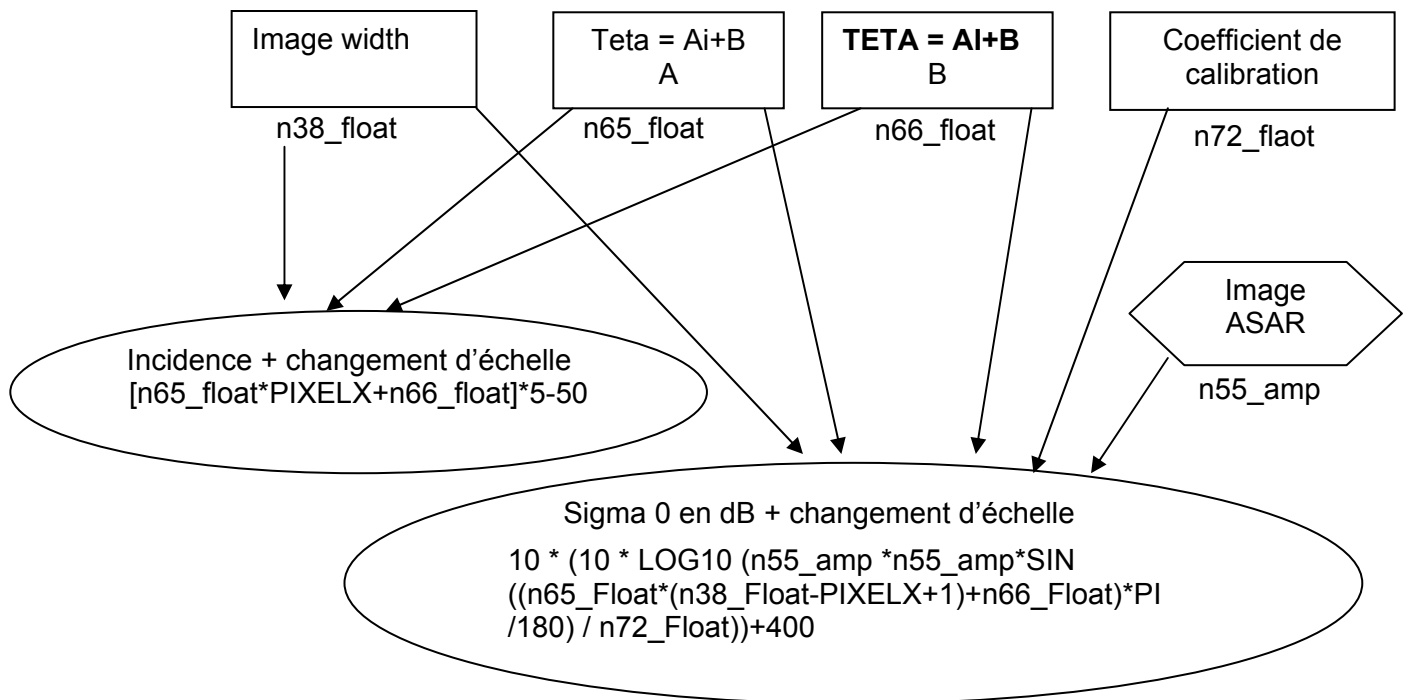 Image width
Teta = Ai+B
A
TETA = AI+B
B
Coefficient de
calibration
n38_float
n65_float
n66_float
n72_flaot
Image
ASAR
n55_amp
Incidence + changement d’échelle
[n65_float*PIXELX+n66_float]*5-50
Sigma 0 en dB + changement d’échelle
10 * (10 * LOG10 (n55_amp *n55_amp*SIN
((n65_Float*(n38_Float-PIXELX+1)+n66_Float)*PI
/180) / n72_Float))+400